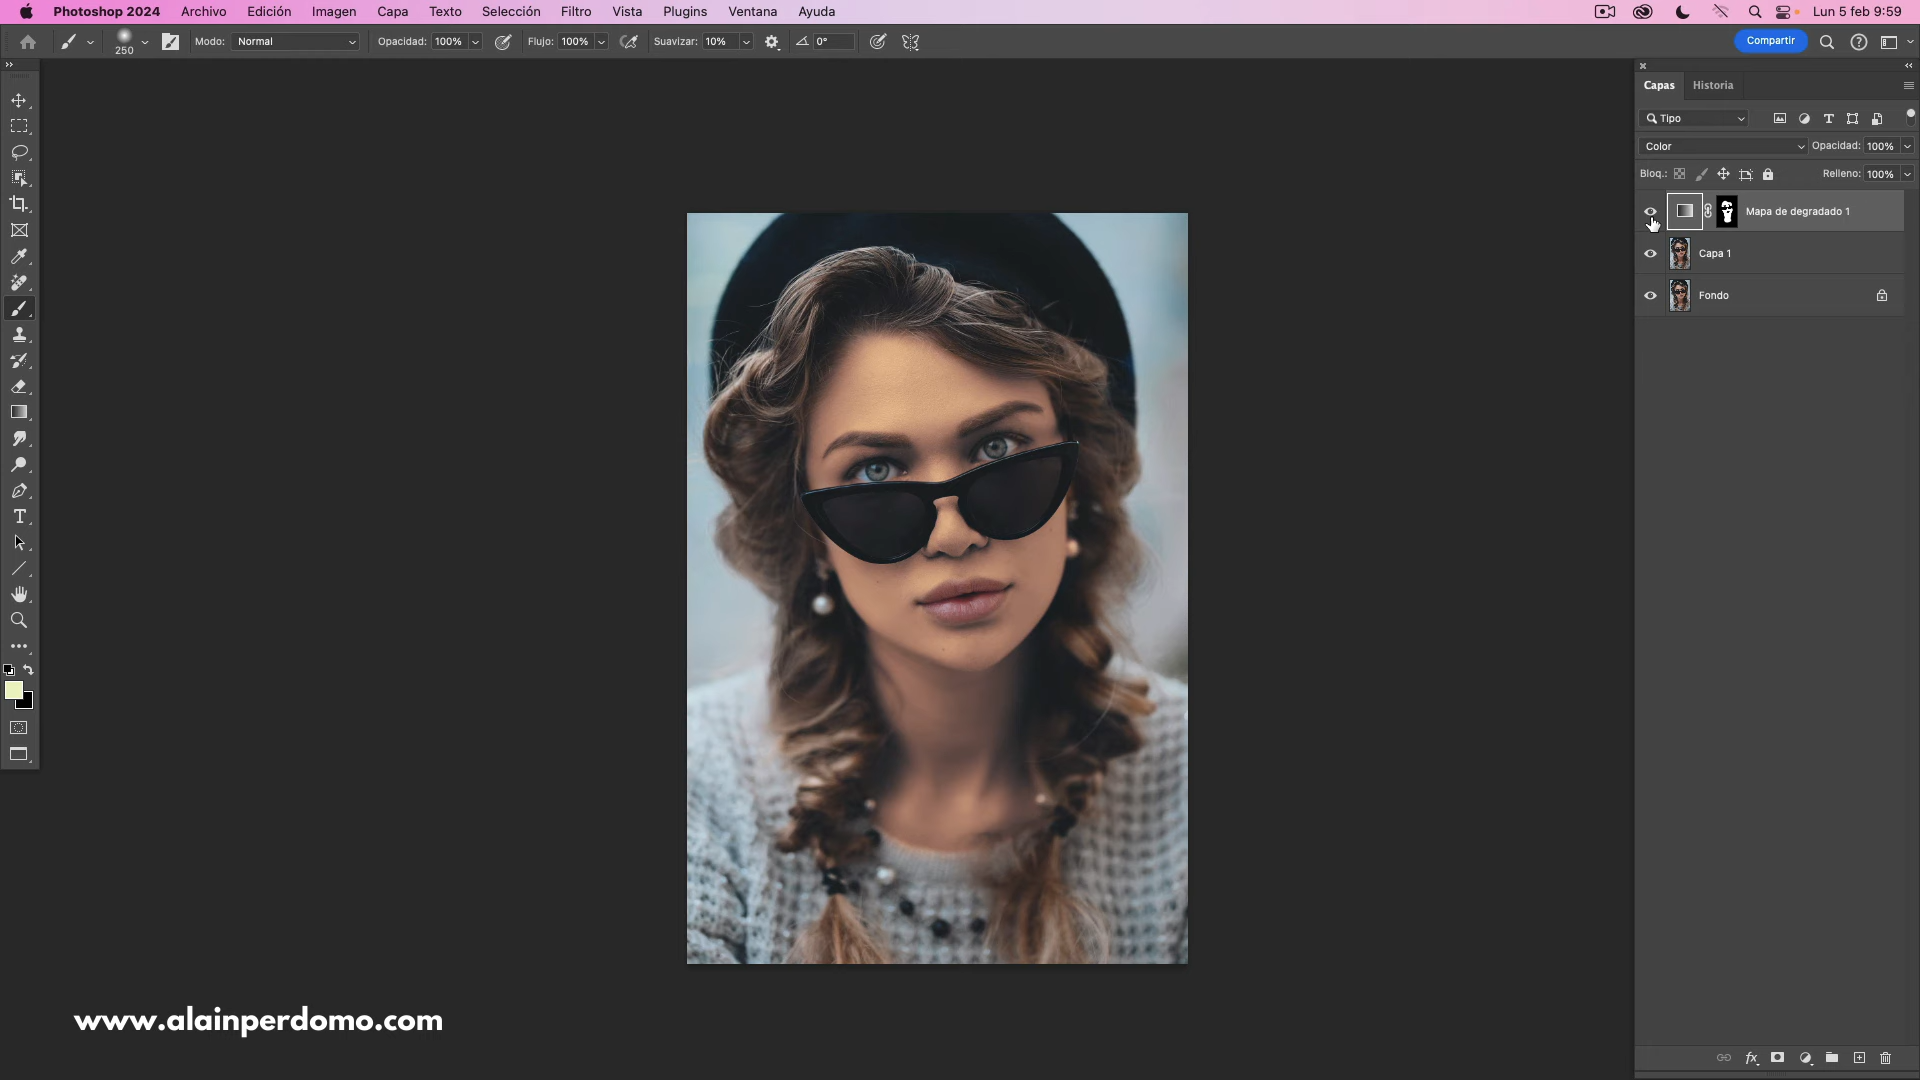 Photoshop 2024 Archivo Edición Imagen Capa Texto Selección Filtro Vista Plugins Ventana Ayuda Lun 5 feb 9:59
250 Modo: Normal Opacidad: 100% Flujo: 100% Suavizar: 10% 0° Compartir
Capas Historia
Tipo
Color Opacidad: 100%
Bloq.: Relleno: 100%
Mapa de degradado 1
Capa 1
Fondo
www.alainperdomo.com